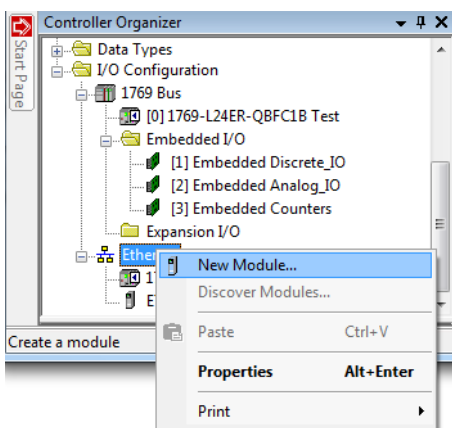 Controller Organizer
Start Page
Data Types
I/O Configuration
1769 Bus
[0] 1769-L24ER-QBFC1B Test
Embedded I/O
[1] Embedded Discrete_IO
[2] Embedded Analog_IO
[3] Embedded Counters
Expansion I/O
Ether
New Module...
Discover Modules...
Paste Ctrl+V
Properties Alt+Enter
Print
Create a module